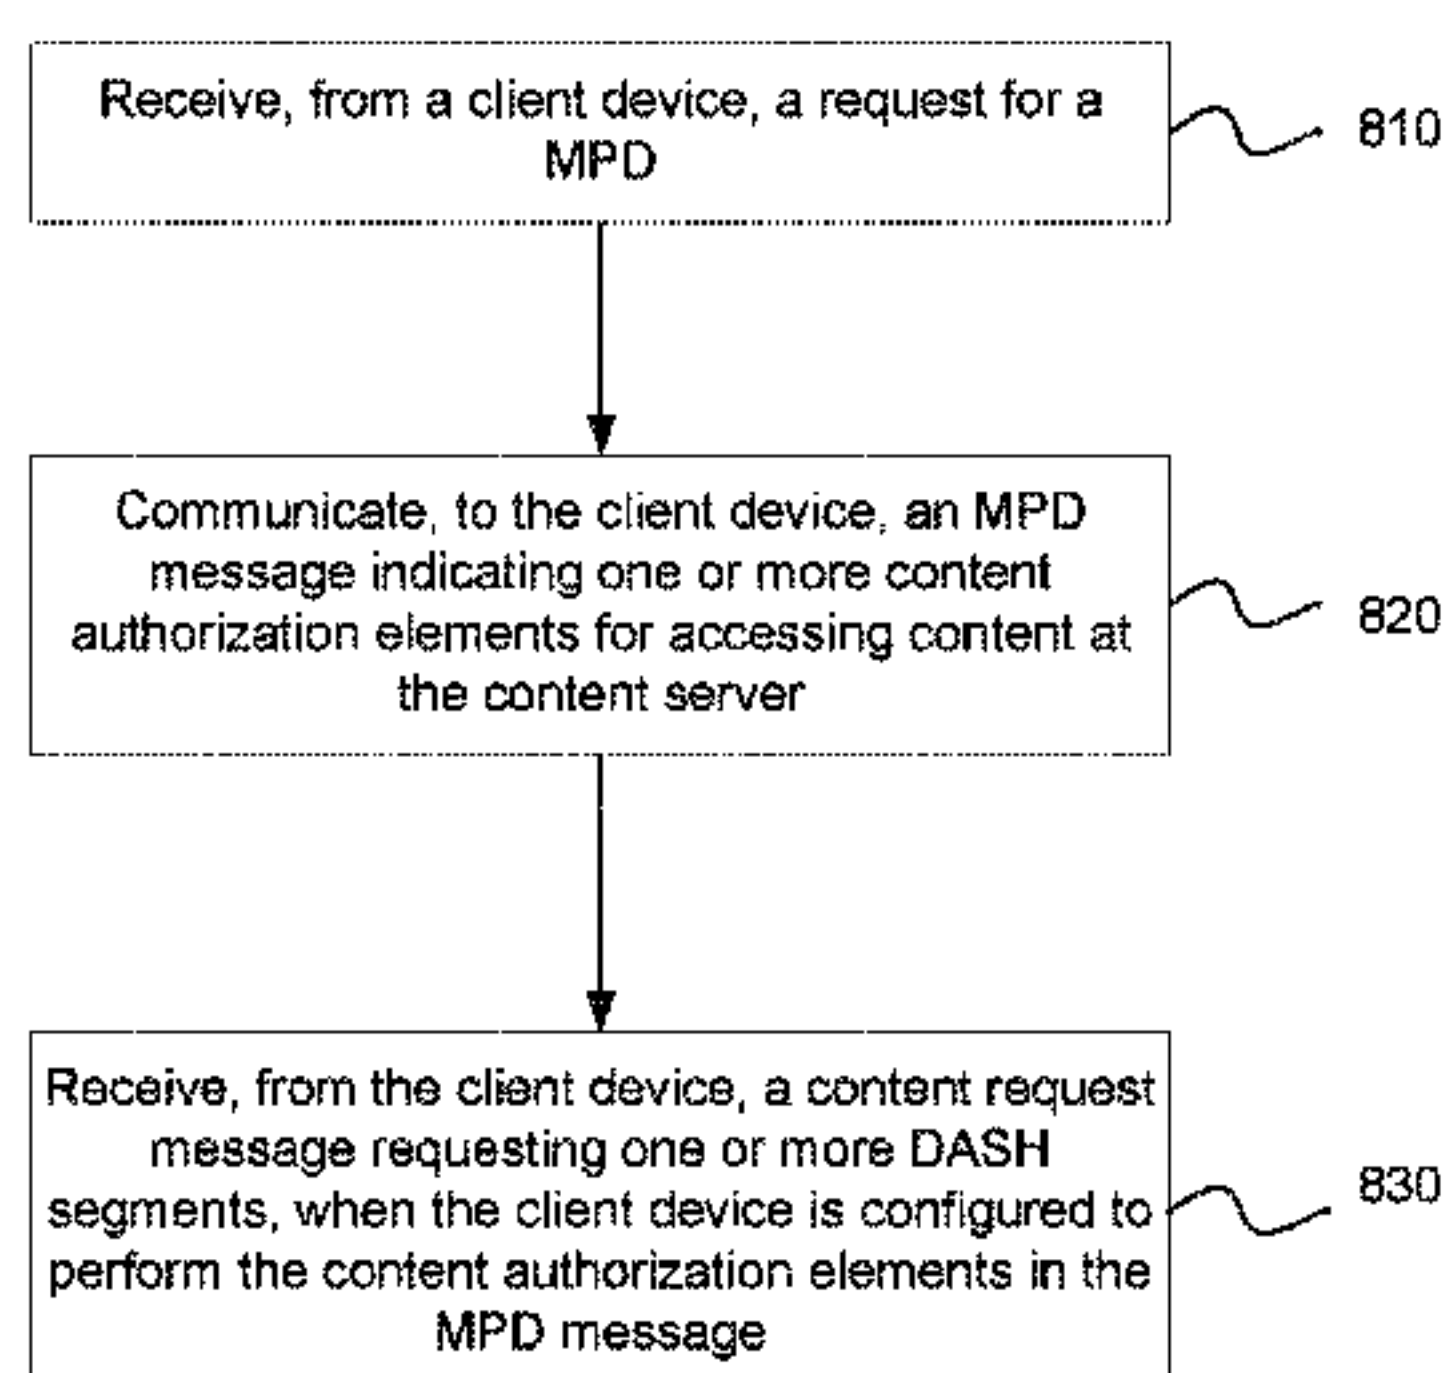 Receive, from a client device, a request for a
MPD
810
Communicate, to the client device, an MPD
message indicating one or more content
authorization elements for accessing content at
the content server
820
Receive, from the client device, a content request
message requesting one or more DASH
segments, when the client device is configured to
perform the content authorization elements in the
MPD message
830